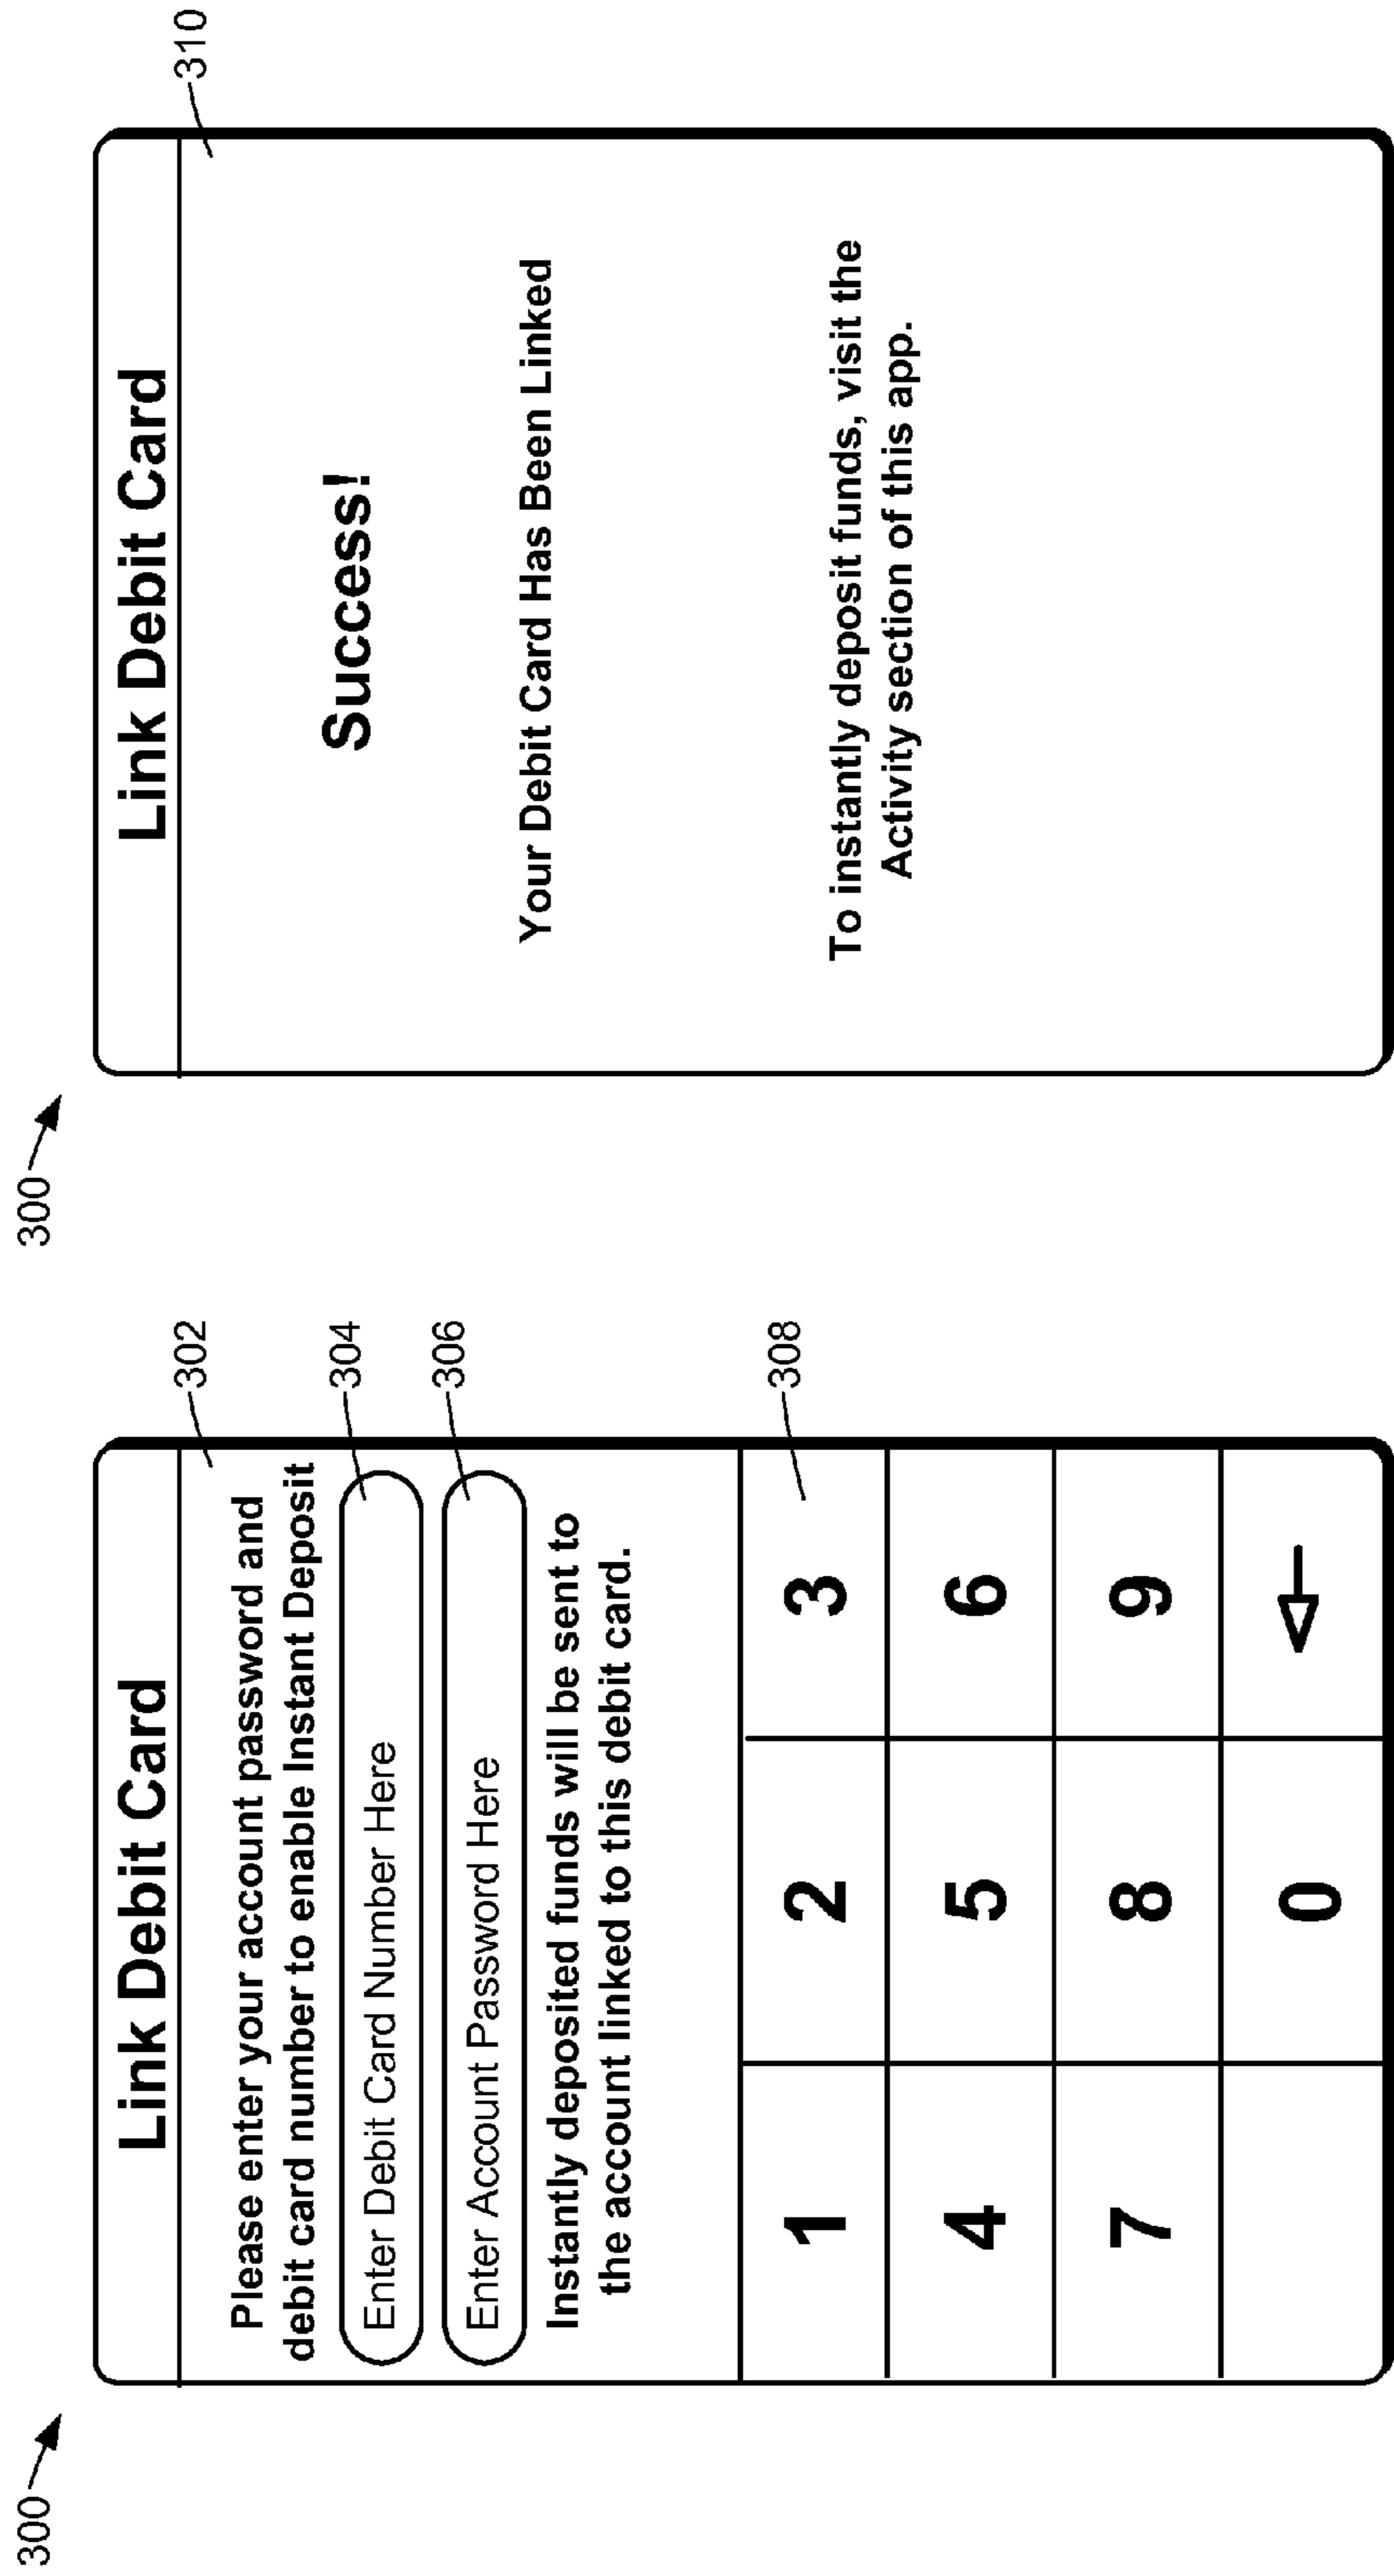 300
Link Debit Card
302
Please enter your account password and
debit card number to enable Instant Deposit
304
Enter Debit Card Number Here
306
Enter Account Password Here
Instantly deposited funds will be sent to
the account linked to this debit card.
308
1 2 3
4 5 6
7 8 9
0
300
Link Debit Card
310
Success!
Your Debit Card Has Been Linked
To instantly deposit funds, visit the
Activity section of this app.